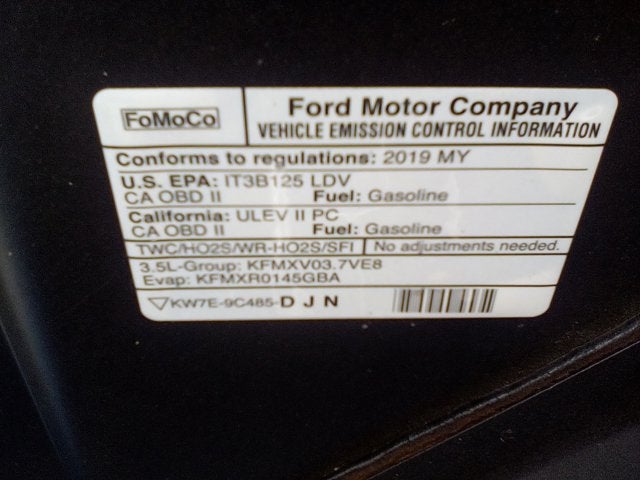 FoMoCo
Ford Motor Company
VEHICLE EMISSION CONTROL INFORMATION
Conforms to regulations: 2019 MY
U.S. EPA: IT3B125 LDV
CA OBD II Fuel: Gasoline
California: ULEV II PC
CA OBD II Fuel: Gasoline
TWC/HO2S/WR-HO2S/SFI No adjustments needed.
3.5L-Group: KFMXV03.7VE8
Evap: KFMXR0145GBA
KW7E-9C485-D J N